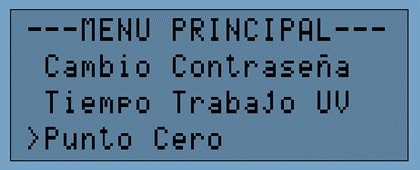 ---MENU PRINCIPAL---
Cambio Contraseña
Tiempo Trabajo UV
>Punto Cero